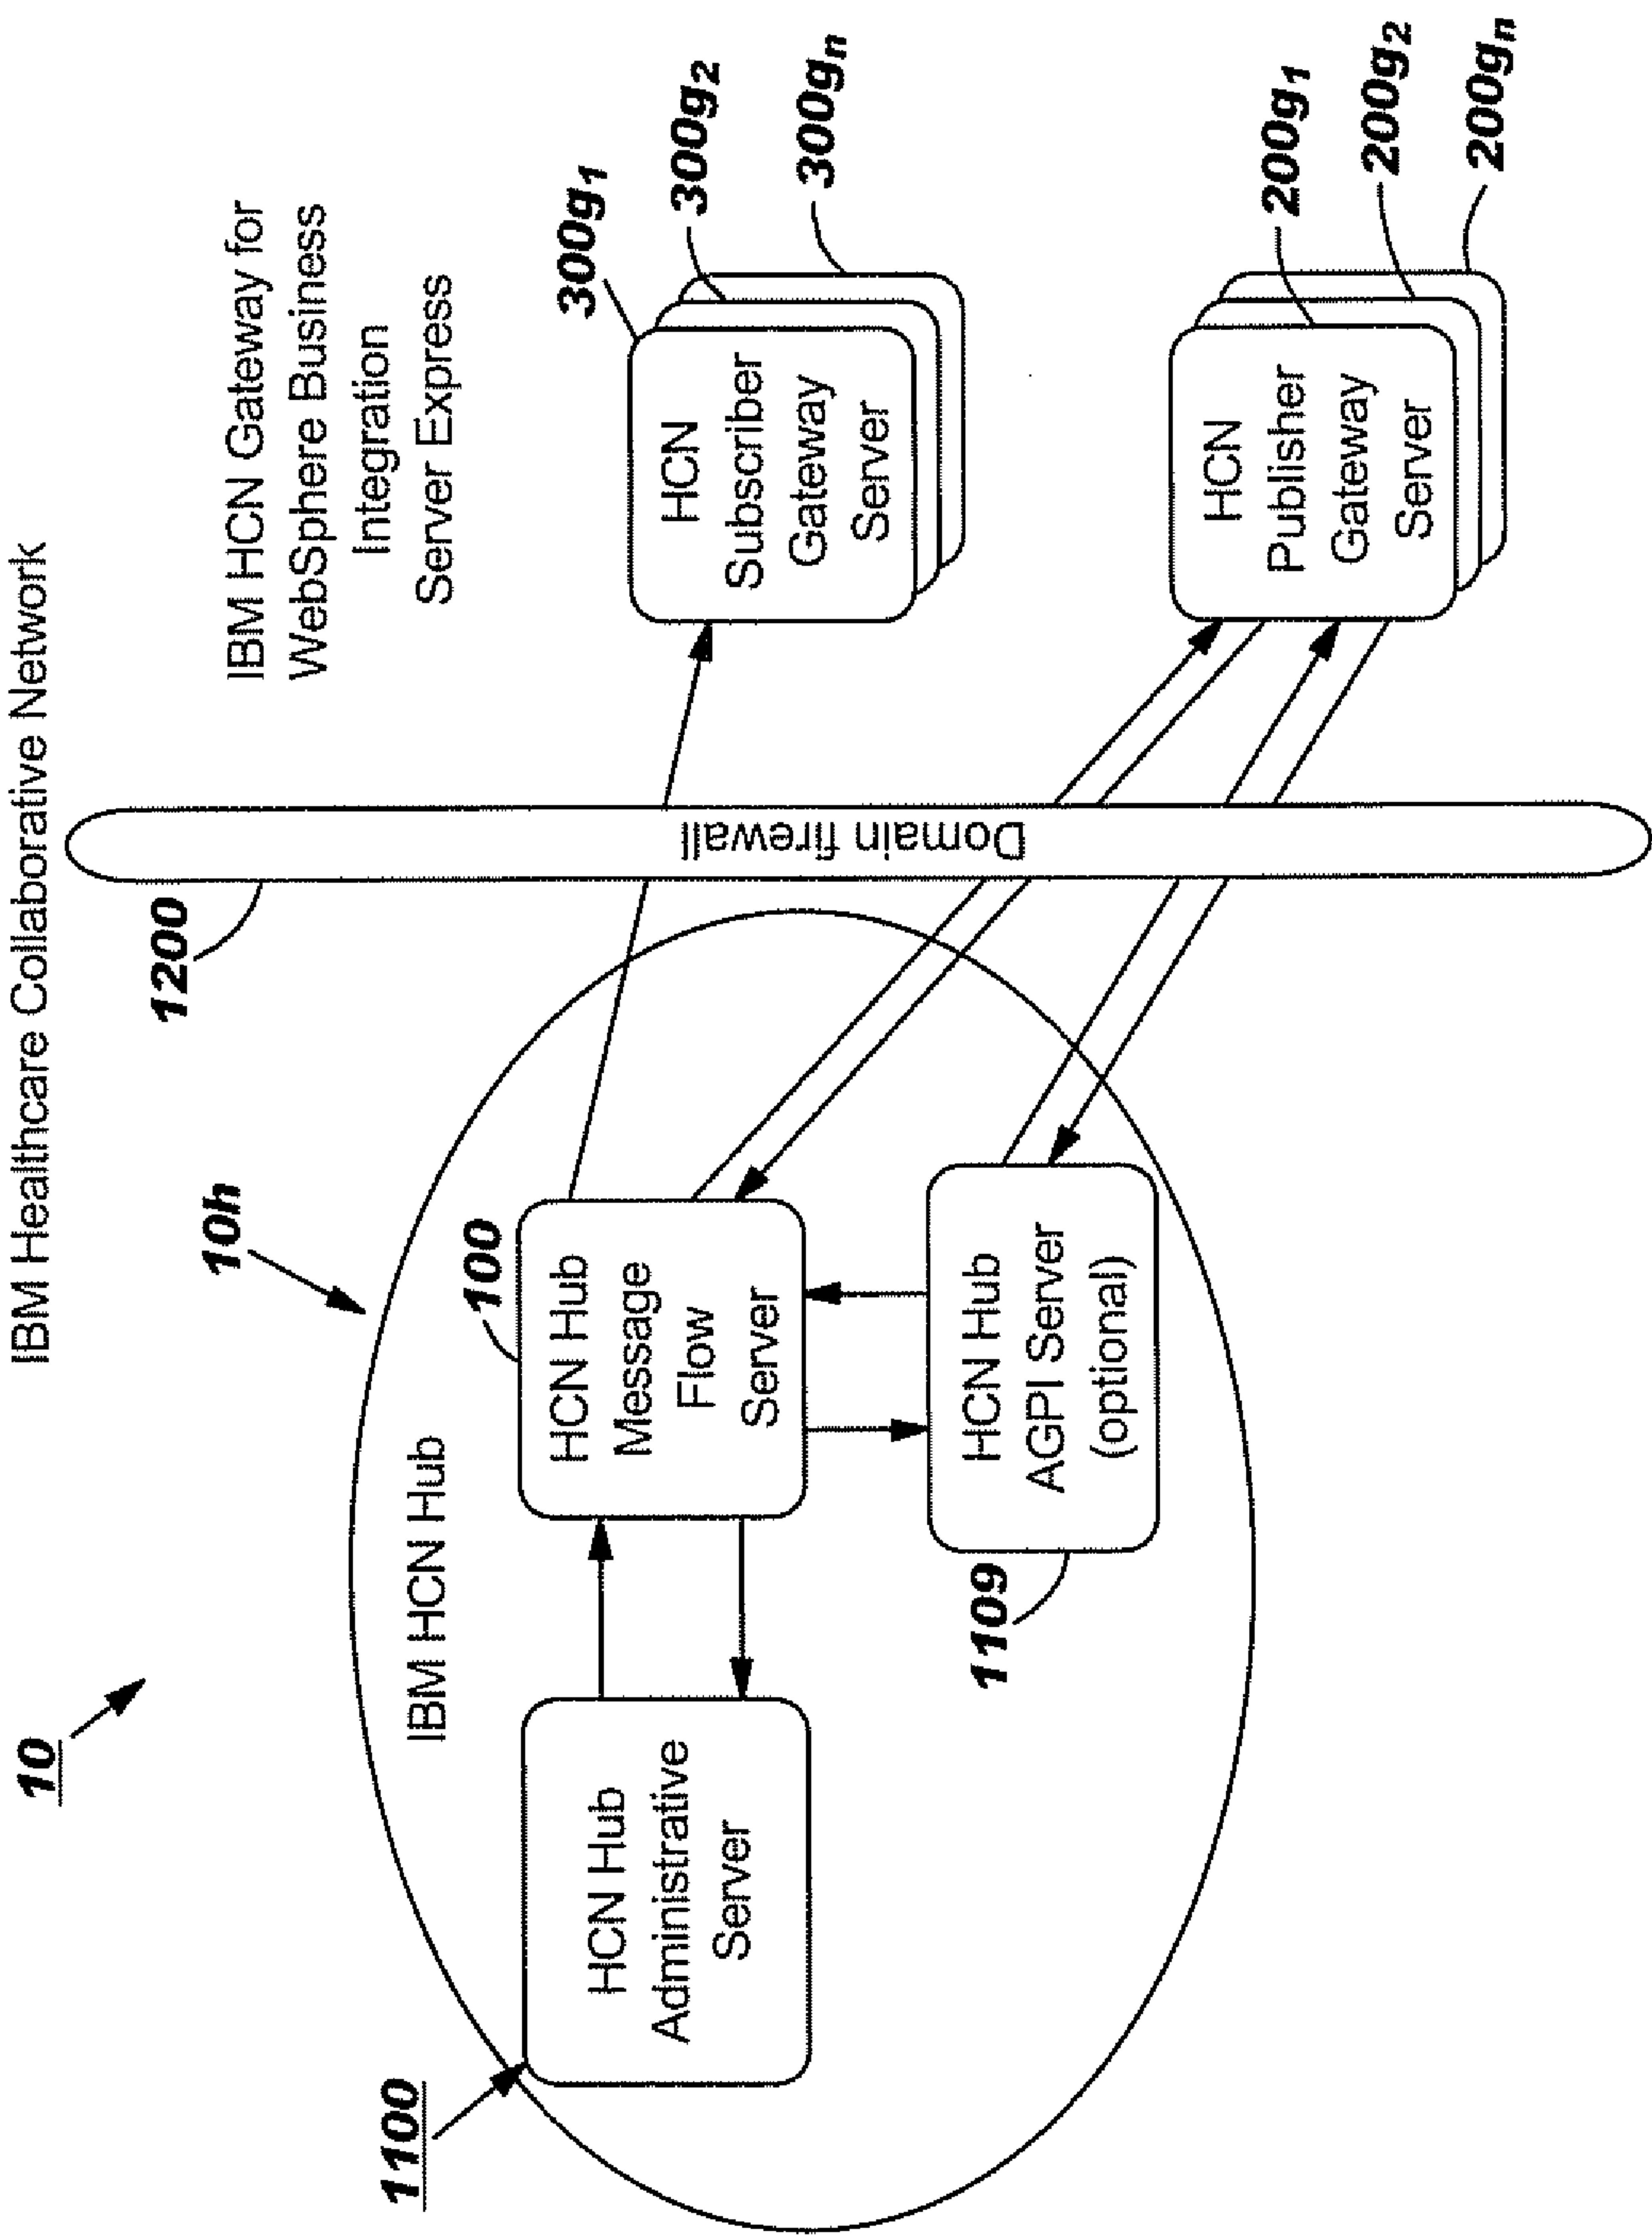 IBM Healthcare Collaborative Network
10
10h
1200
IBM HCN Gateway for
WebSphere Business
Integration
Server Express
IBM HCN Hub
1100
HCN Hub
Administrative
Server
100
HCN Hub
Message
Flow
Server
1109
HCN Hub
AGPI Server
(optional)
Domain firewall
300g1
300g2
300gn
HCN
Subscriber
Gateway
Server
200g1
200g2
200gn
HCN
Publisher
Gateway
Server